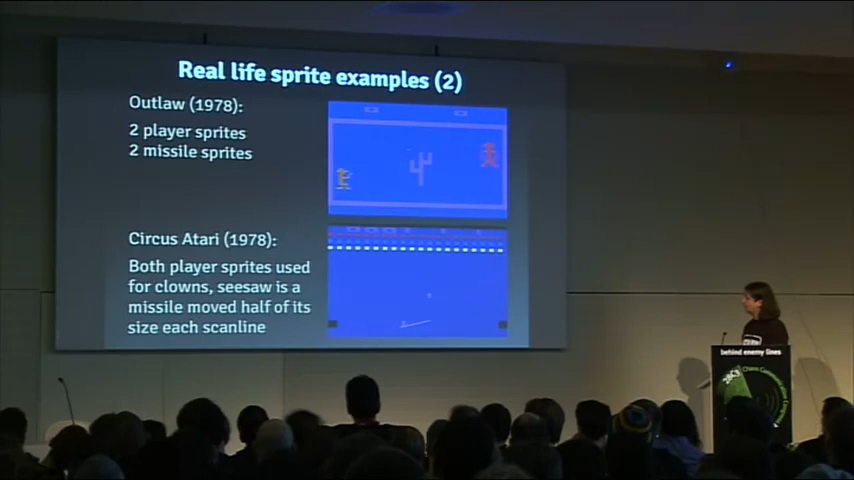 Real life sprite examples (2)
Outlaw (1978):
2 player sprites
2 missile sprites
Circus Atari (1978):
Both player sprites used
for clowns, seesaw is a
missile moved half of its
size each scanline
behind enemy lines